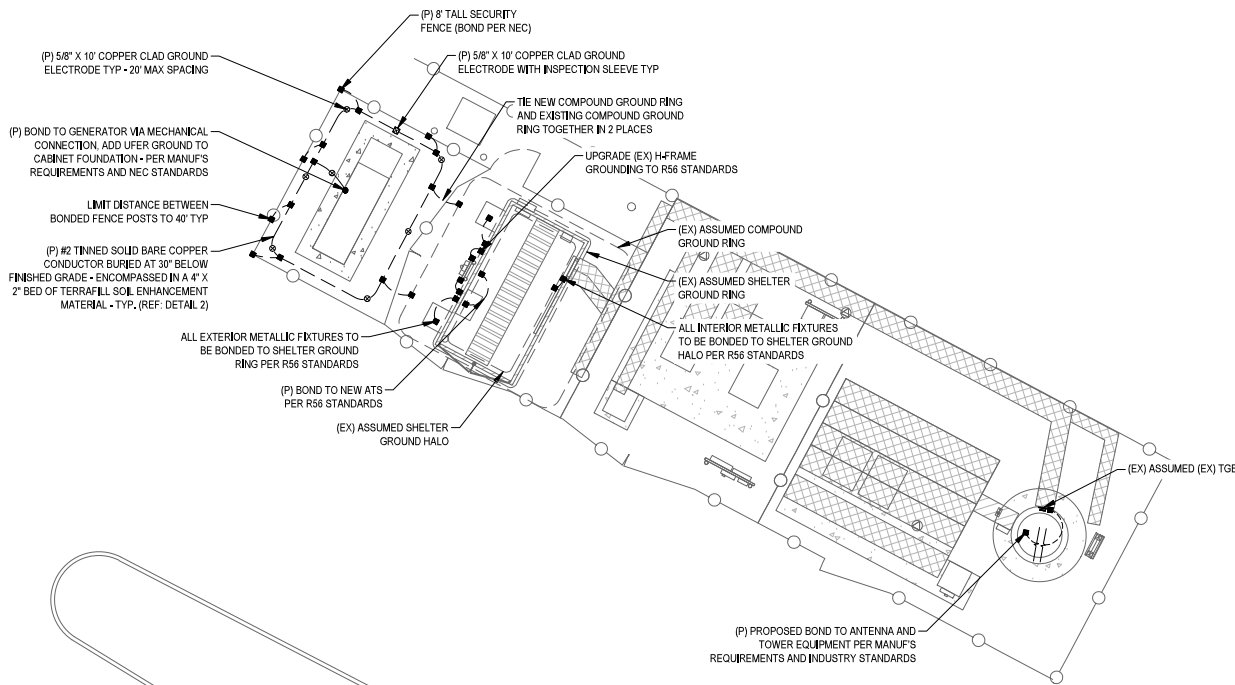 (P) 8' TALL SECURITY
FENCE (BOND PER NEC)
(P) 5/8" X 10' COPPER CLAD GROUND
ELECTRODE TYP - 20' MAX SPACING
(P) 5/8" X 10' COPPER CLAD GROUND
ELECTRODE WITH INSPECTION SLEEVE TYP
TIE NEW COMPOUND GROUND RING
AND EXISTING COMPOUND GROUND
RING TOGETHER IN 2 PLACES
(P) BOND TO GENERATOR VIA MECHANICAL
CONNECTION, ADD UFER GROUND TO
CABINET FOUNDATION - PER MANUF'S
REQUIREMENTS AND NEC STANDARDS
UPGRADE (EX) H-FRAME
GROUNDING TO R56 STANDARDS
LIMIT DISTANCE BETWEEN
BONDED FENCE POSTS TO 40' TYP
(EX) ASSUMED COMPOUND
GROUND RING
(P) #2 TINNED SOLID BARE COPPER
CONDUCTOR BURIED AT 30" BELOW
FINISHED GRADE - ENCOMPASSED IN A 4" X
2" BED OF TERRAFILL SOIL ENHANCEMENT
MATERIAL - TYP. (REF: DETAIL 2)
(EX) ASSUMED SHELTER
GROUND RING
ALL EXTERIOR METALLIC FIXTURES TO
BE BONDED TO SHELTER GROUND
RING PER R56 STANDARDS
ALL INTERIOR METALLIC FIXTURES
TO BE BONDED TO SHELTER GROUND
HALO PER R56 STANDARDS
(P) BOND TO NEW ATS
PER R56 STANDARDS
(EX) ASSUMED SHELTER
GROUND HALO
(EX) ASSUMED (EX) TGB
(P) PROPOSED BOND TO ANTENNA AND
TOWER EQUIPMENT PER MANUF'S
REQUIREMENTS AND INDUSTRY STANDARDS